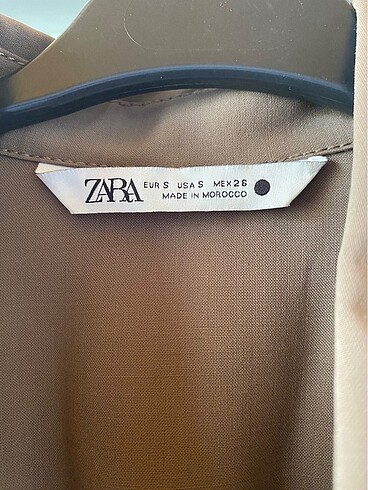 ZARA
EUR S USA S MEX 26
MADE IN MOROCCO